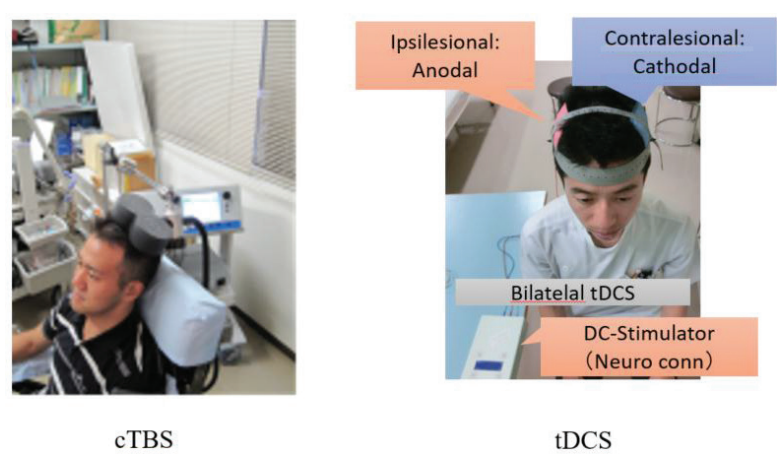 Ipsilesional:
Anodal
Contralesional:
Cathodal
Bilatelal tDCS
DC-Stimulator
（Neuro conn）
cTBS
tDCS